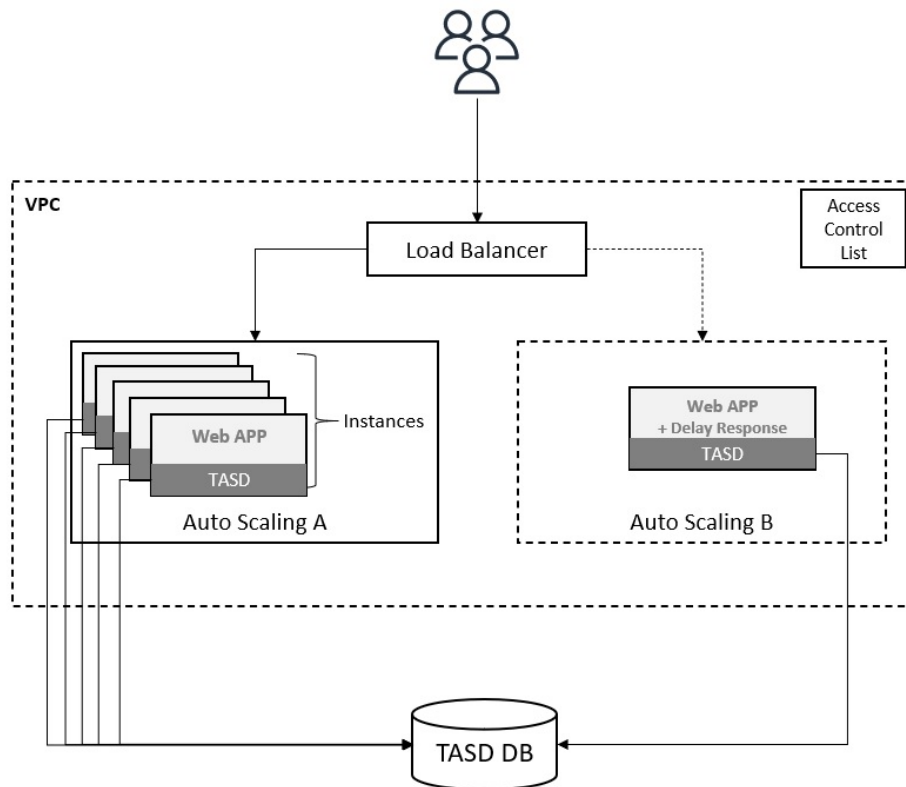 VPC
Access
Control
List
Load Balancer
Instances
Web APP
TASD
Auto Scaling A
Web APP
+ Delay Response
TASD
Auto Scaling B
TASD DB